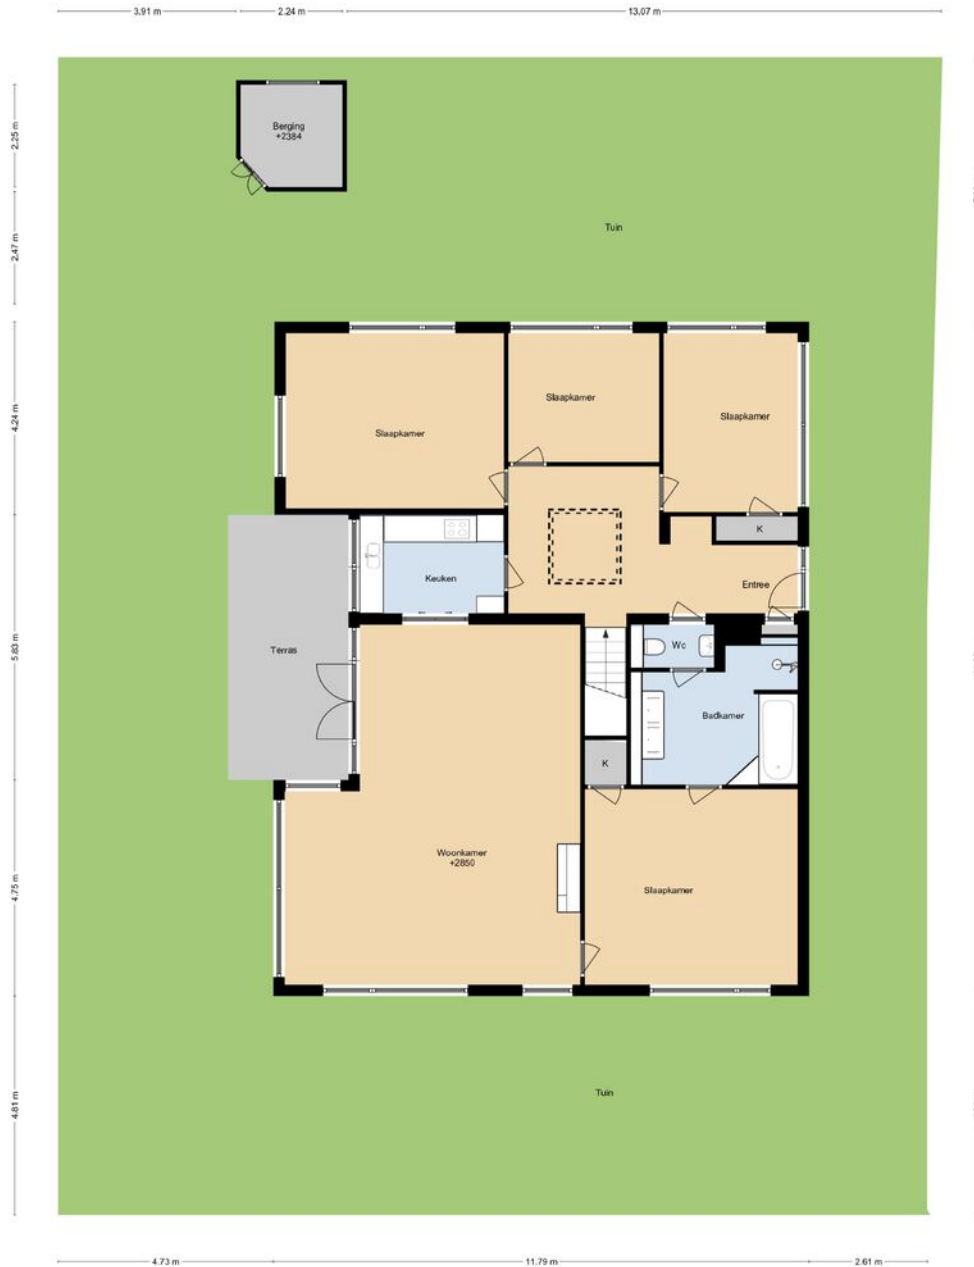 3.91 m
2.24 m
13.07 m
2.25 m
2.47 m
4.24 m
5.83 m
4.75 m
4.81 m
Berging
+2384
Tuin
Slaapkamer
Slaapkamer
Slaapkamer
K
Keuken
Entree
Terras
Wc
Badkamer
K
Woonkamer
+2850
Slaapkamer
Tuin
4.73 m
11.79 m
2.61 m